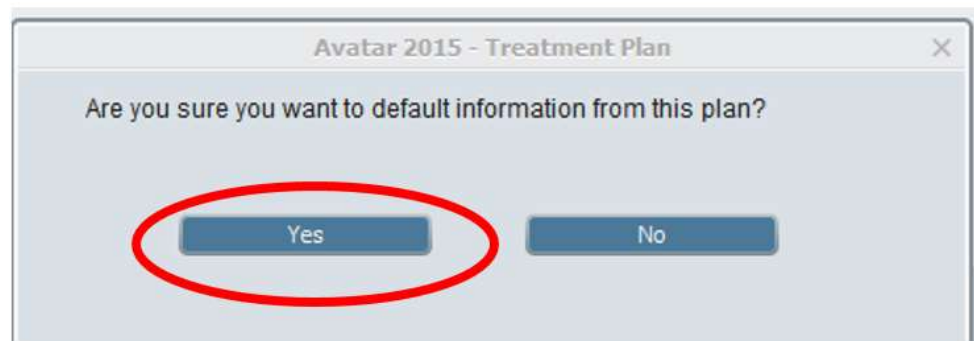 Avatar 2015 - Treatment Plan
Are you sure you want to default information from this plan?
Yes No